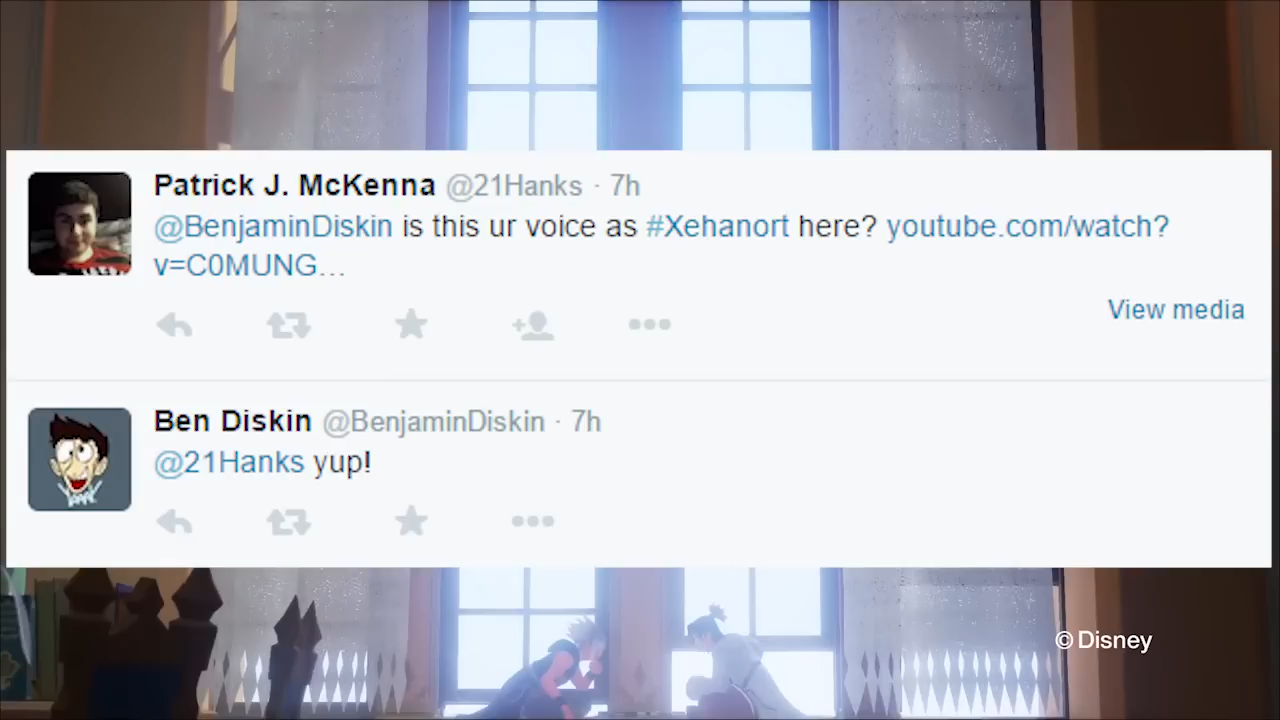 Patrick J. McKenna @21Hanks · 7h
@BenjaminDiskin is this ur voice as #Xehanort here? youtube.com/watch?
v=C0MUNG...
View media
Ben Diskin @BenjaminDiskin · 7h
@21Hanks yup!
© Disney